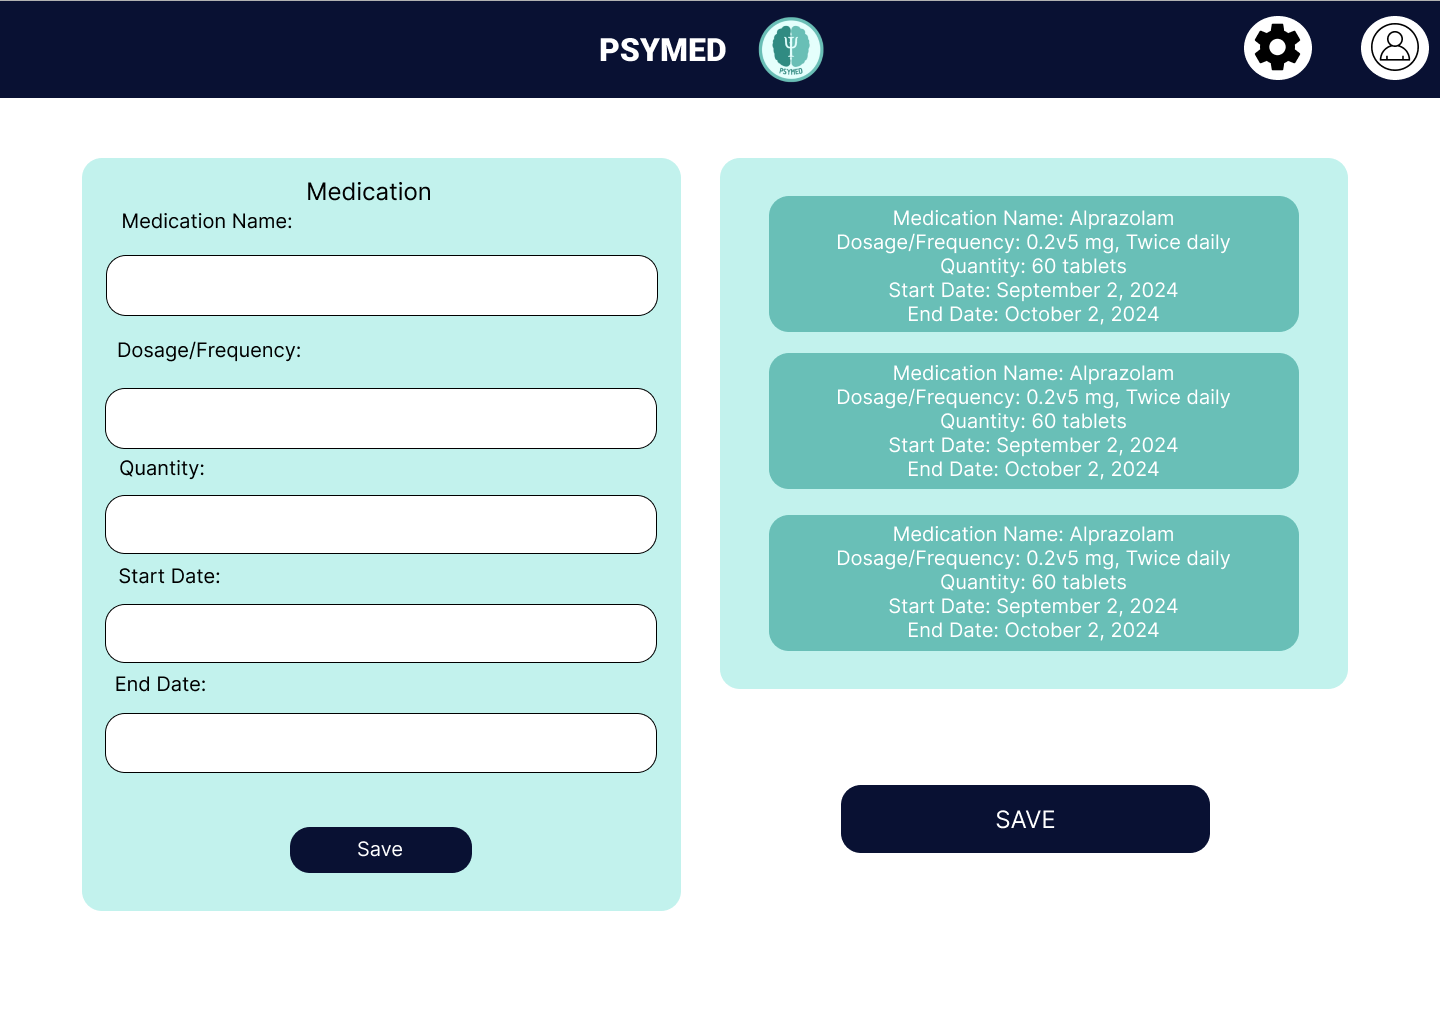 PSYMED
Ψ
PSYMED
Medication
Medication Name:
Dosage/Frequency:
Quantity:
Start Date:
End Date:
Save
Medication Name: Alprazolam
Dosage/Frequency: 0.2v5 mg, Twice daily
Quantity: 60 tablets
Start Date: September 2, 2024
End Date: October 2, 2024
Medication Name: Alprazolam
Dosage/Frequency: 0.2v5 mg, Twice daily
Quantity: 60 tablets
Start Date: September 2, 2024
End Date: October 2, 2024
Medication Name: Alprazolam
Dosage/Frequency: 0.2v5 mg, Twice daily
Quantity: 60 tablets
Start Date: September 2, 2024
End Date: October 2, 2024
SAVE